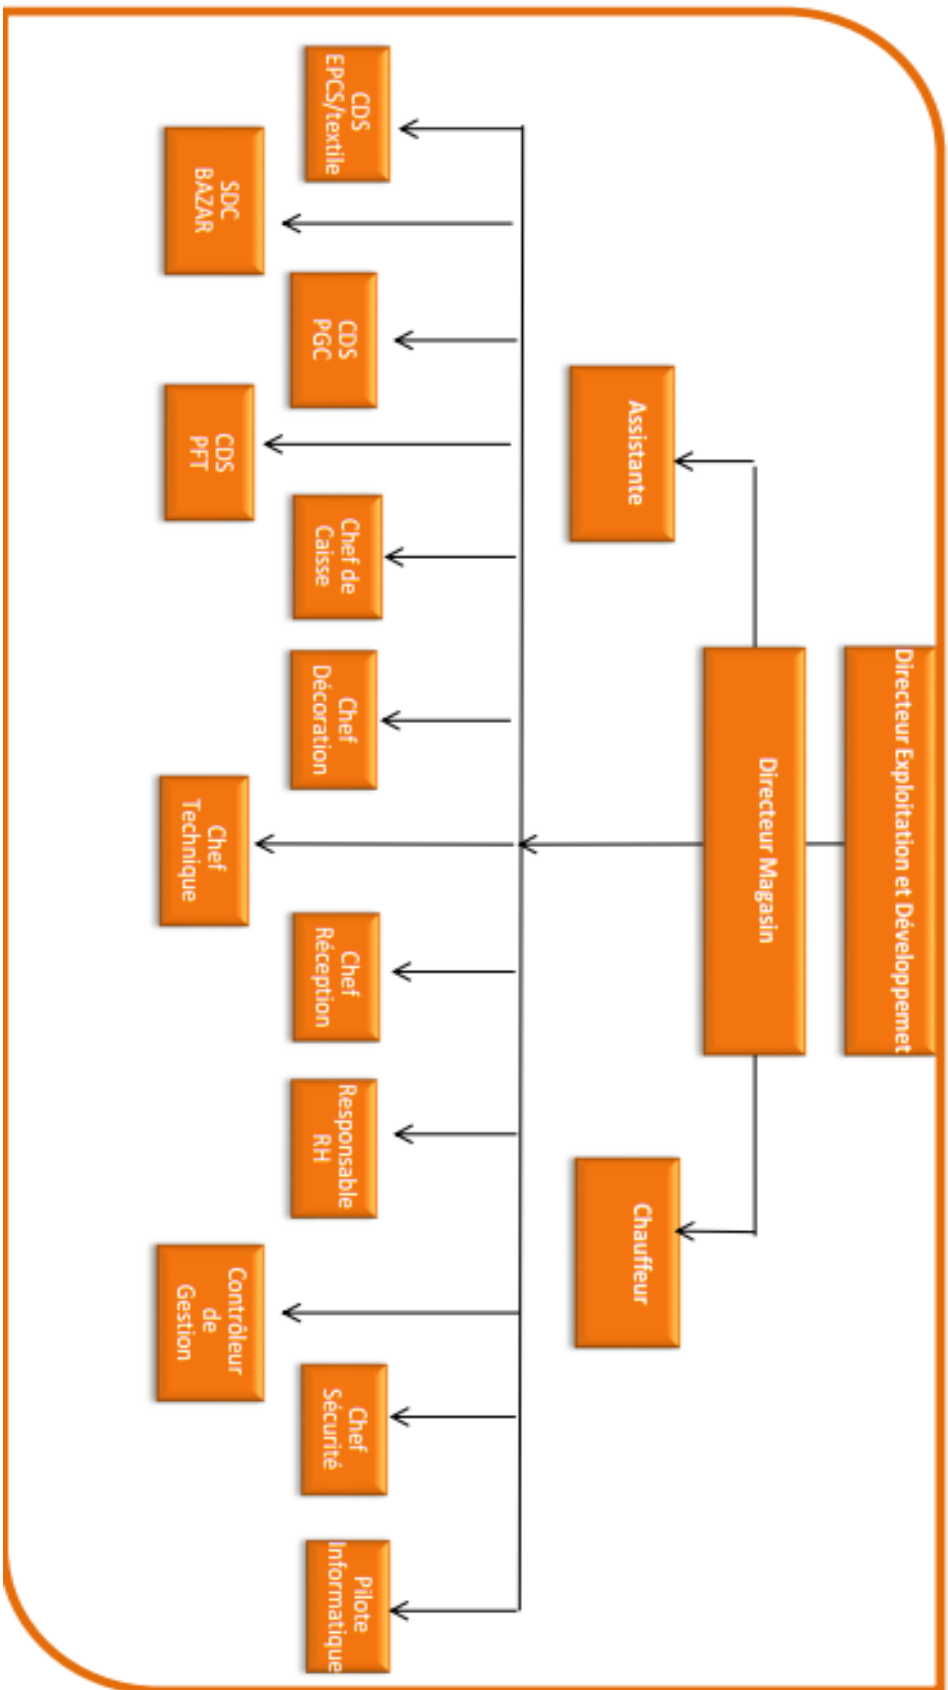 Directeur Exploitation et Développemet
Directeur Magasin
Assistante
Chauffeur
CDS
EPCS/textile
SDC
BAZAR
CDS
PGC
CDS
PFT
Chef de
Caisse
Chef
Décoration
Chef
Technique
Chef
Réception
Responsable
RH
Contrôleur
de
Gestion
Chef
Sécurité
Pilote
Informatique